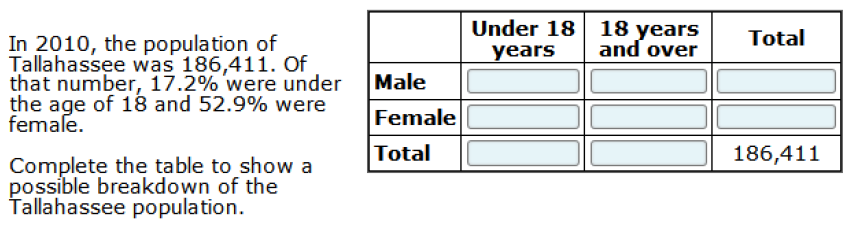 In 2010, the population of
Tallahassee was 186,411. Of
that number, 17.2% were under
the age of 18 and 52.9% were
female.
Complete the table to show a
possible breakdown of the
Tallahassee population.
Under 18 years
18 years and over
Total
Male
Female
Total
186,411